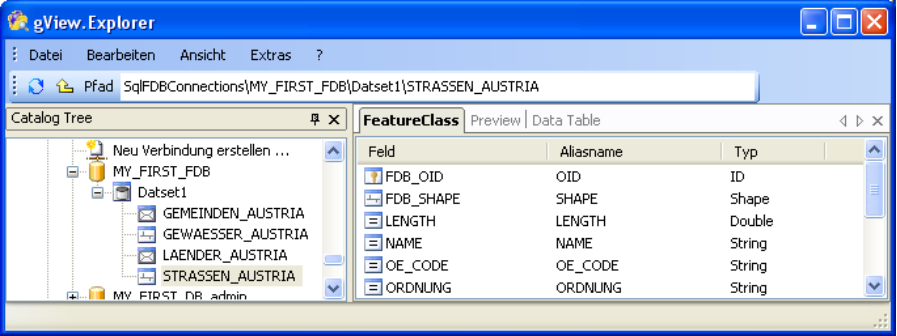 gView.Explorer
Datei Bearbeiten Ansicht Extras ?
Pfad SqlFDBConnections\MY_FIRST_FDB\Datset1\STRASSEN_AUSTRIA
Catalog Tree
Neu Verbindung erstellen ...
MY_FIRST_FDB
Datset1
GEMEINDEN_AUSTRIA
GEWAESSER_AUSTRIA
LAENDER_AUSTRIA
STRASSEN_AUSTRIA
MY_FIRST_DB_admin
FeatureClass Preview Data Table
Feld Aliasname Typ
FDB_OID OID ID
FDB_SHAPE SHAPE Shape
LENGTH LENGTH Double
NAME NAME String
OE_CODE OE_CODE String
ORDNUNG ORDNUNG String